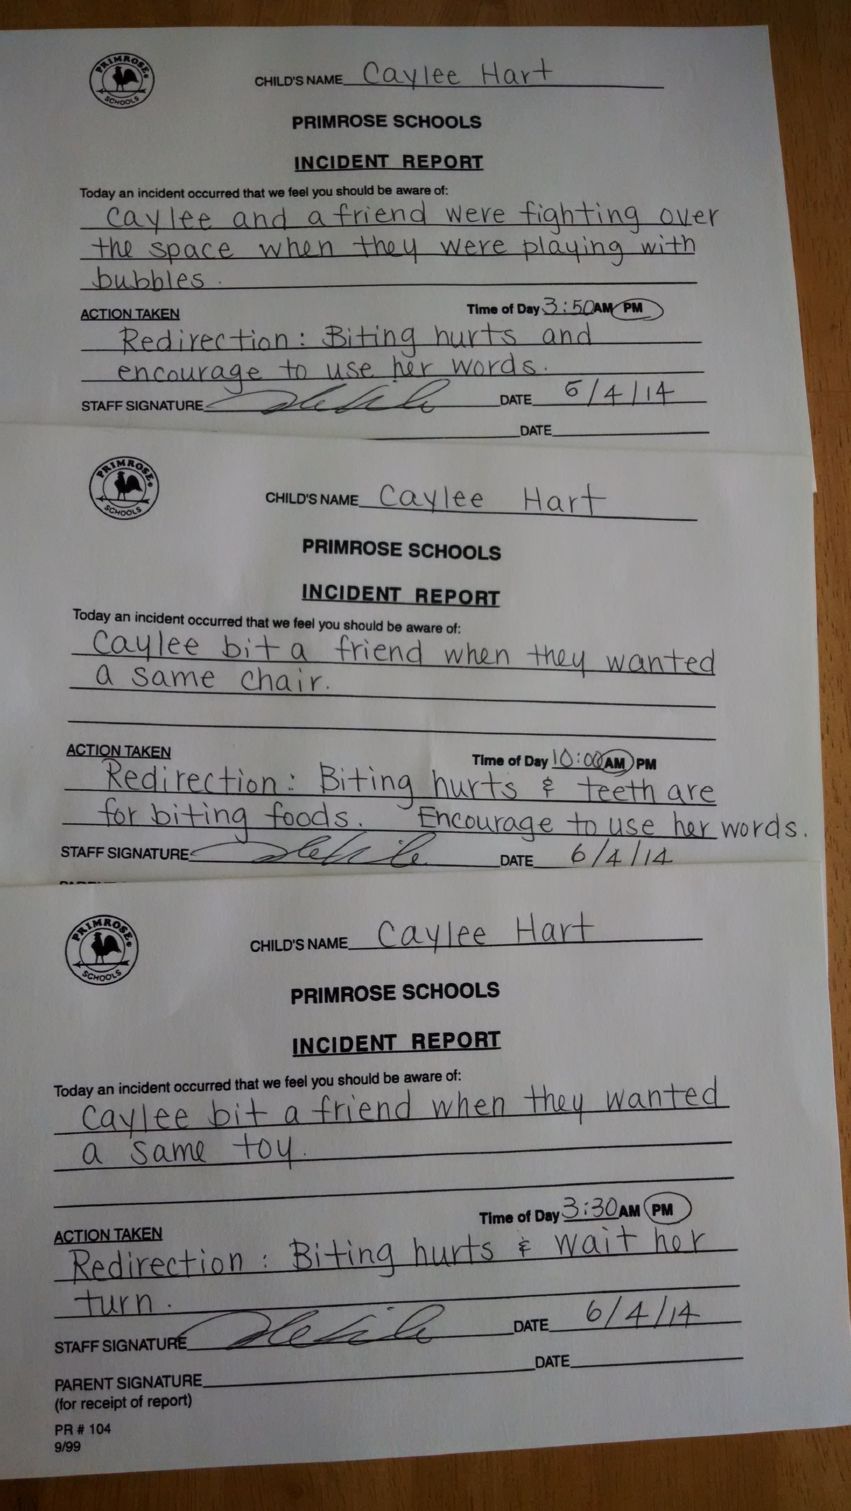 PRIMROSE®
SCHOOLS
CHILD'S NAME Caylee Hart
PRIMROSE SCHOOLS
INCIDENT REPORT
Today an incident occurred that we feel you should be aware of:
Caylee and a friend were fighting over
the space when they were playing with
bubbles.
ACTION TAKEN Time of Day 3:50 AM PM
Redirection: Biting hurts and
encourage to use her words.
STAFF SIGNATURE DATE 6/4/14
DATE
PRIMROSE®
SCHOOLS
CHILD'S NAME Caylee Hart
PRIMROSE SCHOOLS
INCIDENT REPORT
Today an incident occurred that we feel you should be aware of:
Caylee bit a friend when they wanted
a same chair.
ACTION TAKEN Time of Day 10:00 AM PM
Redirection: Biting hurts & teeth are
for biting foods. Encourage to use her words.
STAFF SIGNATURE DATE 6/4/14
PRIMROSE®
SCHOOLS
CHILD'S NAME Caylee Hart
PRIMROSE SCHOOLS
INCIDENT REPORT
Today an incident occurred that we feel you should be aware of:
Caylee bit a friend when they wanted
a same toy.
ACTION TAKEN Time of Day 3:30 AM PM
Redirection: Biting hurts & wait her
turn.
STAFF SIGNATURE DATE 6/4/14
PARENT SIGNATURE DATE
(for receipt of report)
PR # 104
9/99